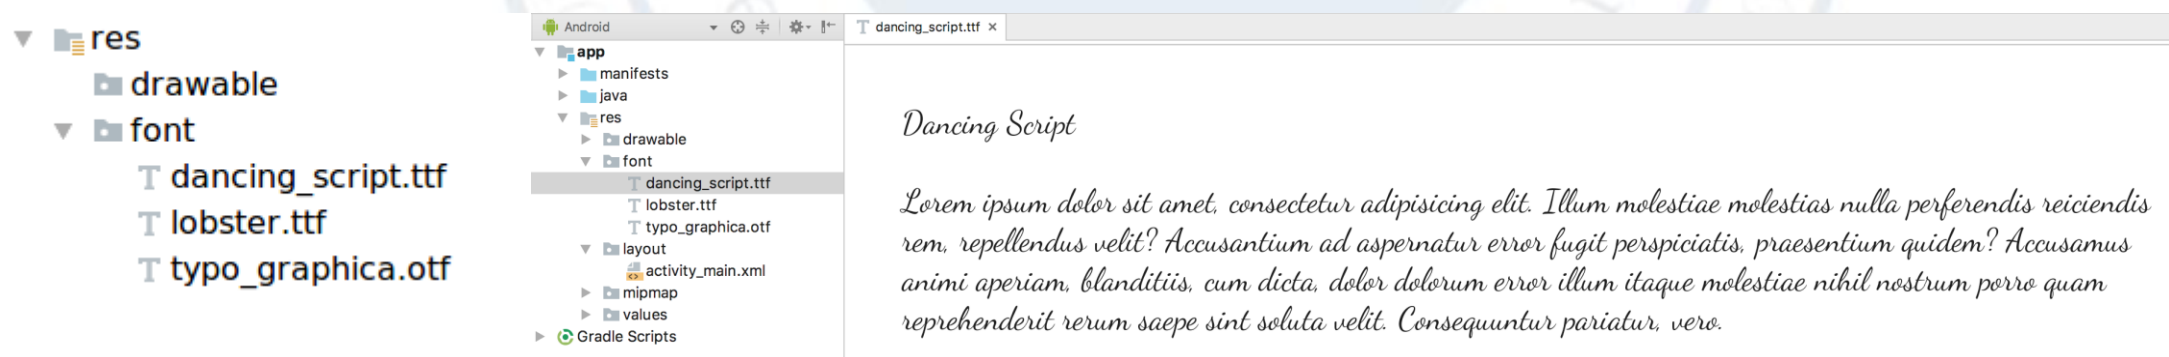 res
drawable
font
dancing_script.ttf
lobster.ttf
typo_graphica.otf
Android
app
manifests
java
res
drawable
font
dancing_script.ttf
lobster.ttf
typo_graphica.otf
layout
activity_main.xml
mipmap
values
Gradle Scripts
dancing_script.ttf
Dancing Script
Lorem ipsum dolor sit amet, consectetur adipisicing elit. Illum molestiae molestias nulla perferendis reiciendis
rem, repellendus velit? Accusantium ad aspernatur error fugit perspiciatis, praesentium quidem? Accusamus
animi aperiam, blanditiis, cum dicta, dolor dolorum error illum itaque molestiae nihil nostrum porro quam
reprehenderit rerum saepe sint soluta velit. Consequuntur pariatur, vero.